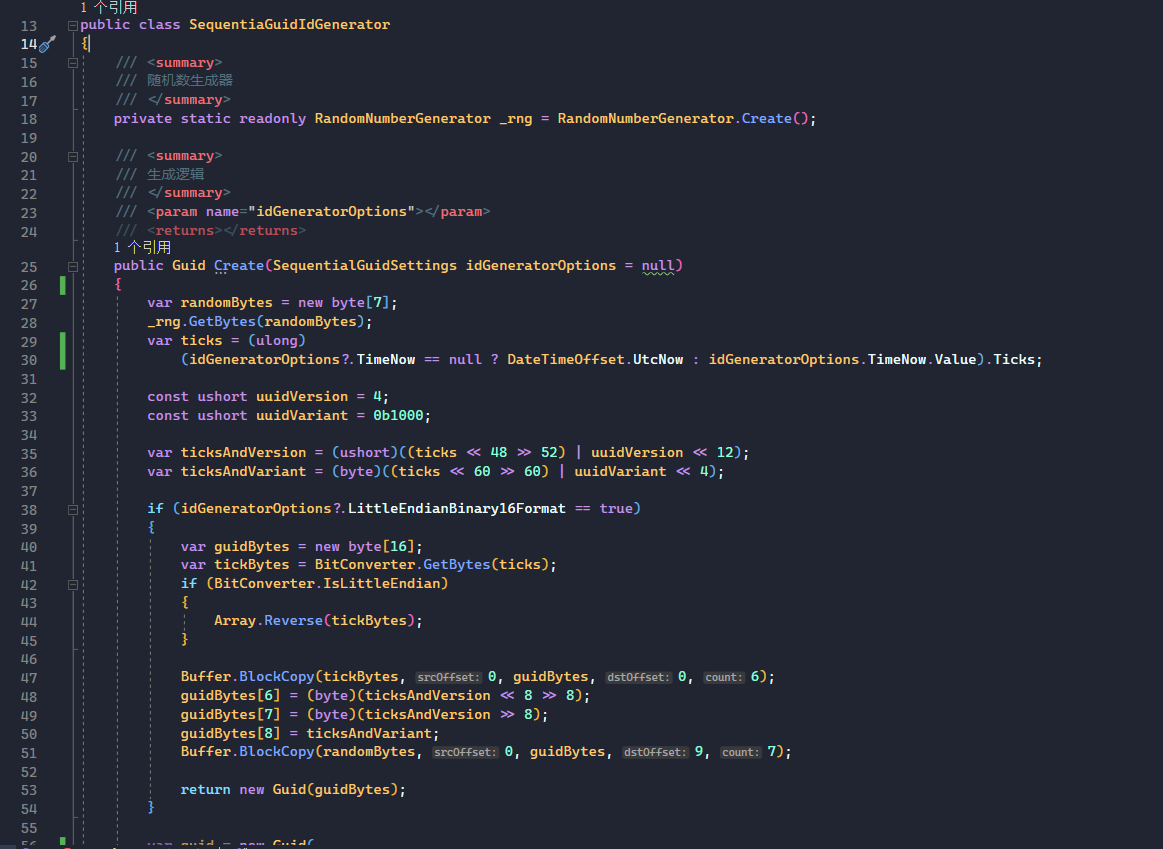 1 个引用
13 public class SequentiaGuidIdGenerator
14 {
15 /// <summary>
16 /// 随机数生成器
17 /// </summary>
18 private static readonly RandomNumberGenerator _rng = RandomNumberGenerator.Create();
19
20 /// <summary>
21 /// 生成逻辑
22 /// </summary>
23 /// <param name="idGeneratorOptions"></param>
24 /// <returns></returns>
1 个引用
25 public Guid Create(SequentialGuidSettings idGeneratorOptions = null)
26 {
27 var randomBytes = new byte[7];
28 _rng.GetBytes(randomBytes);
29 var ticks = (ulong)
30 (idGeneratorOptions?.TimeNow == null ? DateTimeOffset.UtcNow : idGeneratorOptions.TimeNow.Value).Ticks;
31
32 const ushort uuidVersion = 4;
33 const ushort uuidVariant = 0b1000;
34
35 var ticksAndVersion = (ushort)((ticks << 48 >> 52) | uuidVersion << 12);
36 var ticksAndVariant = (byte)((ticks << 60 >> 60) | uuidVariant << 4);
37
38 if (idGeneratorOptions?.LittleEndianBinary16Format == true)
39 {
40 var guidBytes = new byte[16];
41 var tickBytes = BitConverter.GetBytes(ticks);
42 if (BitConverter.IsLittleEndian)
43 {
44 Array.Reverse(tickBytes);
45 }
46
47 Buffer.BlockCopy(tickBytes, srcOffset: 0, guidBytes, dstOffset: 0, count: 6);
48 guidBytes[6] = (byte)(ticksAndVersion << 8 >> 8);
49 guidBytes[7] = (byte)(ticksAndVersion >> 8);
50 guidBytes[8] = ticksAndVariant;
51 Buffer.BlockCopy(randomBytes, srcOffset: 0, guidBytes, dstOffset: 9, count: 7);
52
53 return new Guid(guidBytes);
54 }
55
56 var guid = new Guid(